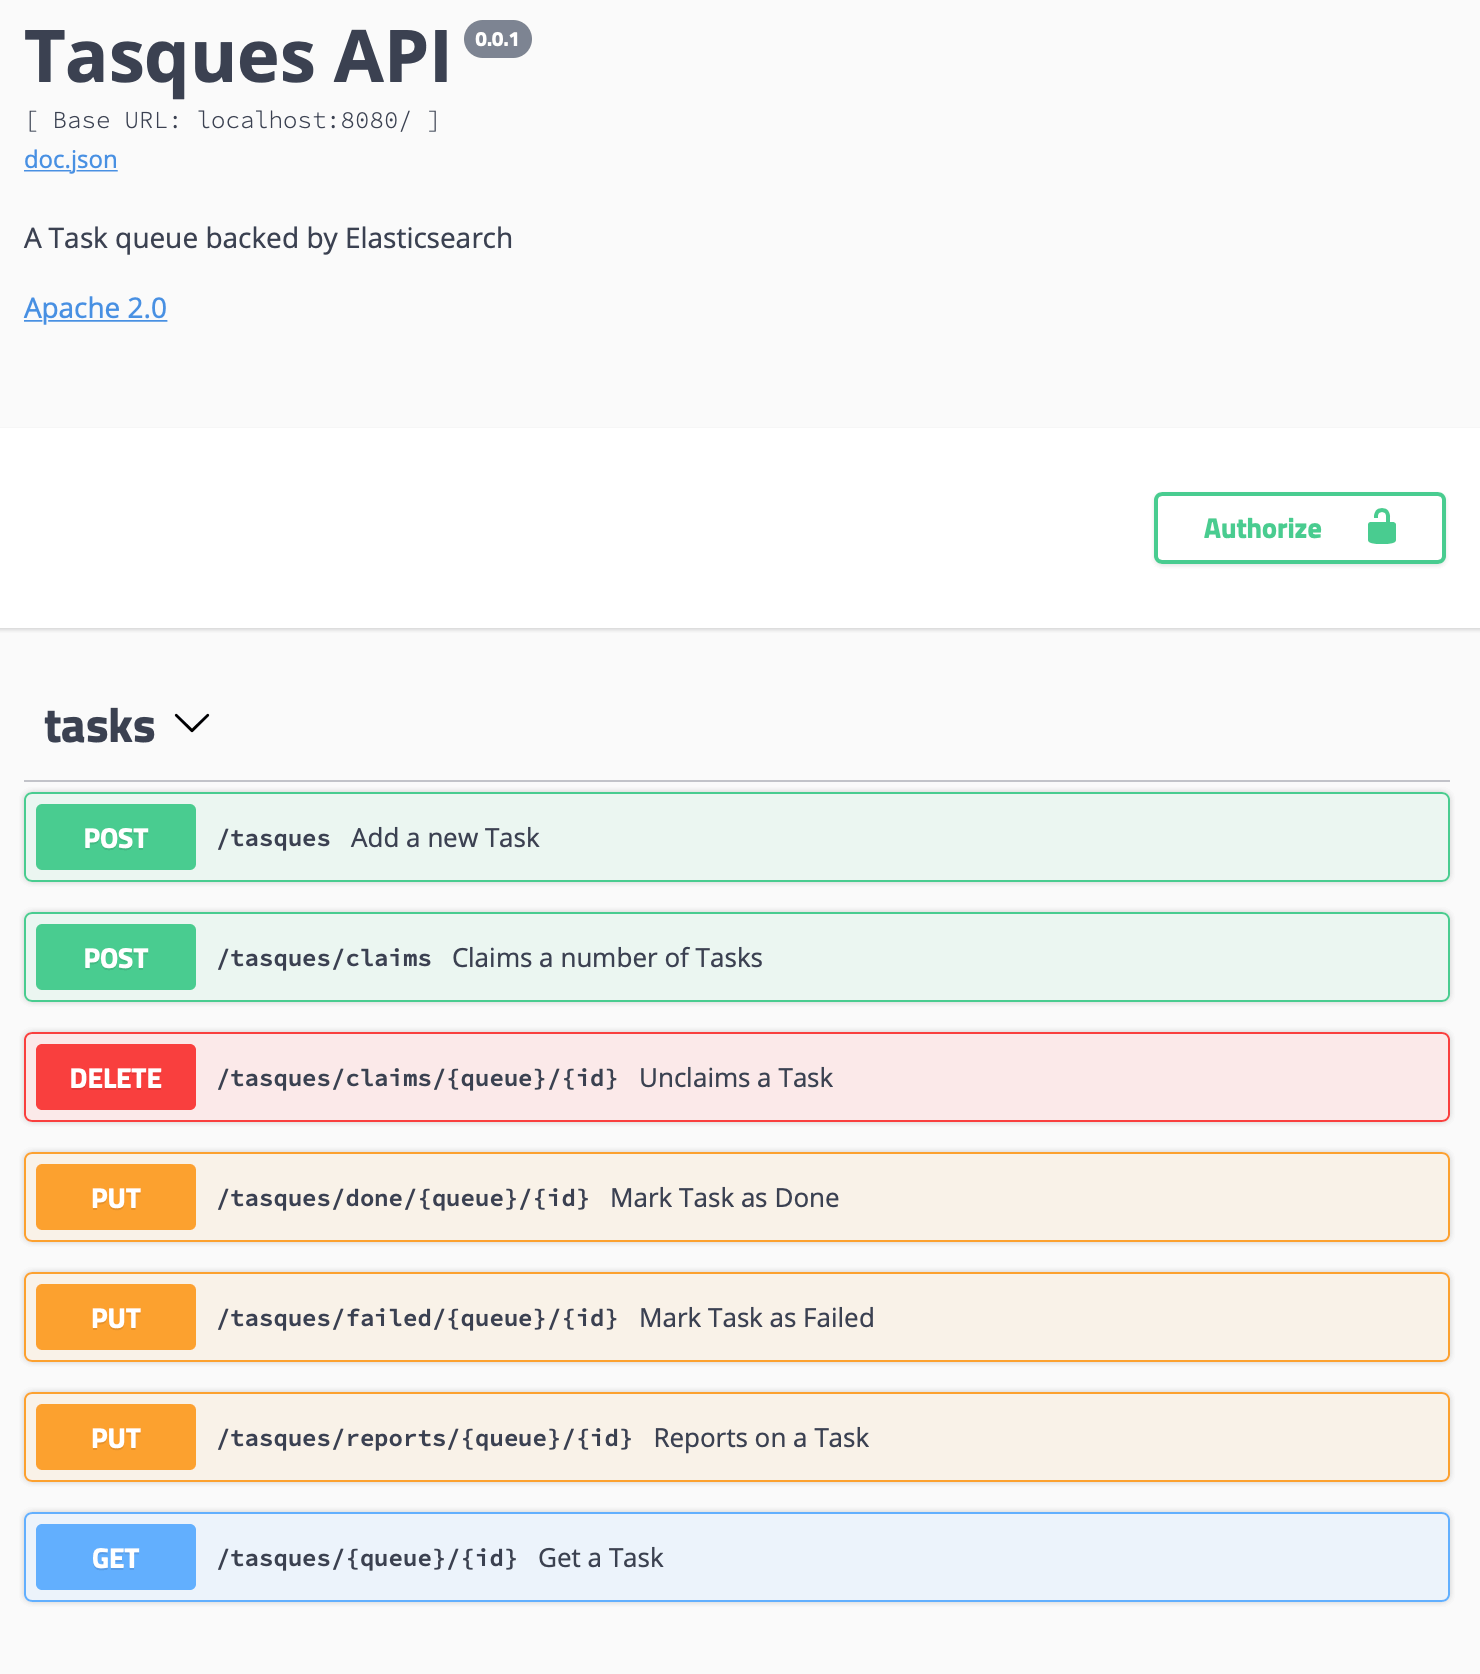 Tasques API 0.0.1
[ Base URL: localhost:8080/ ]
doc.json
A Task queue backed by Elasticsearch
Apache 2.0
Authorize
tasks
POST /tasques Add a new Task
POST /tasques/claims Claims a number of Tasks
DELETE /tasques/claims/{queue}/{id} Unclaims a Task
PUT /tasques/done/{queue}/{id} Mark Task as Done
PUT /tasques/failed/{queue}/{id} Mark Task as Failed
PUT /tasques/reports/{queue}/{id} Reports on a Task
GET /tasques/{queue}/{id} Get a Task